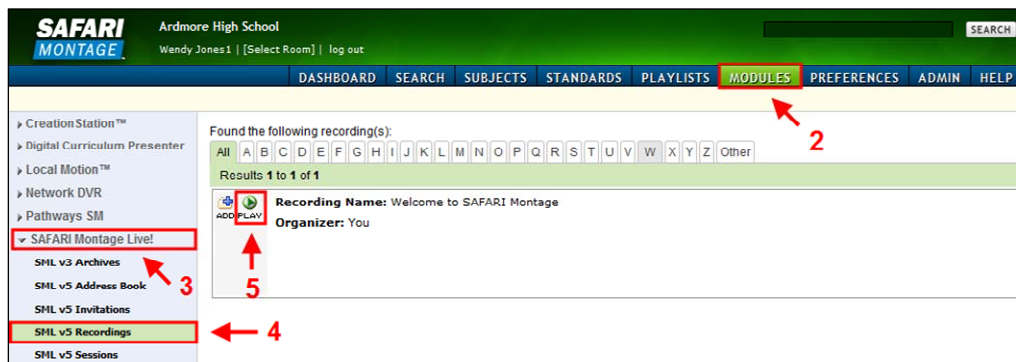 SAFARI
MONTAGE
Ardmore High School
Wendy Jones1 | [Select Room] | log out
SEARCH
DASHBOARD SEARCH SUBJECTS STANDARDS PLAYLISTS MODULES PREFERENCES ADMIN HELP
2
CreationStation™
Digital Curriculum Presenter
Local Motion™
Network DVR
Pathways SM
SAFARI Montage Live!
3
SML v3 Archives
SML v5 Address Book
SML v5 Invitations
SML v5 Recordings
4
SML v5 Sessions
Found the following recording(s):
All A B C D E F G H I J K L M N O P Q R S T U V W X Y Z Other
Results 1 to 1 of 1
ADD PLAY
Recording Name: Welcome to SAFARI Montage
Organizer: You
5